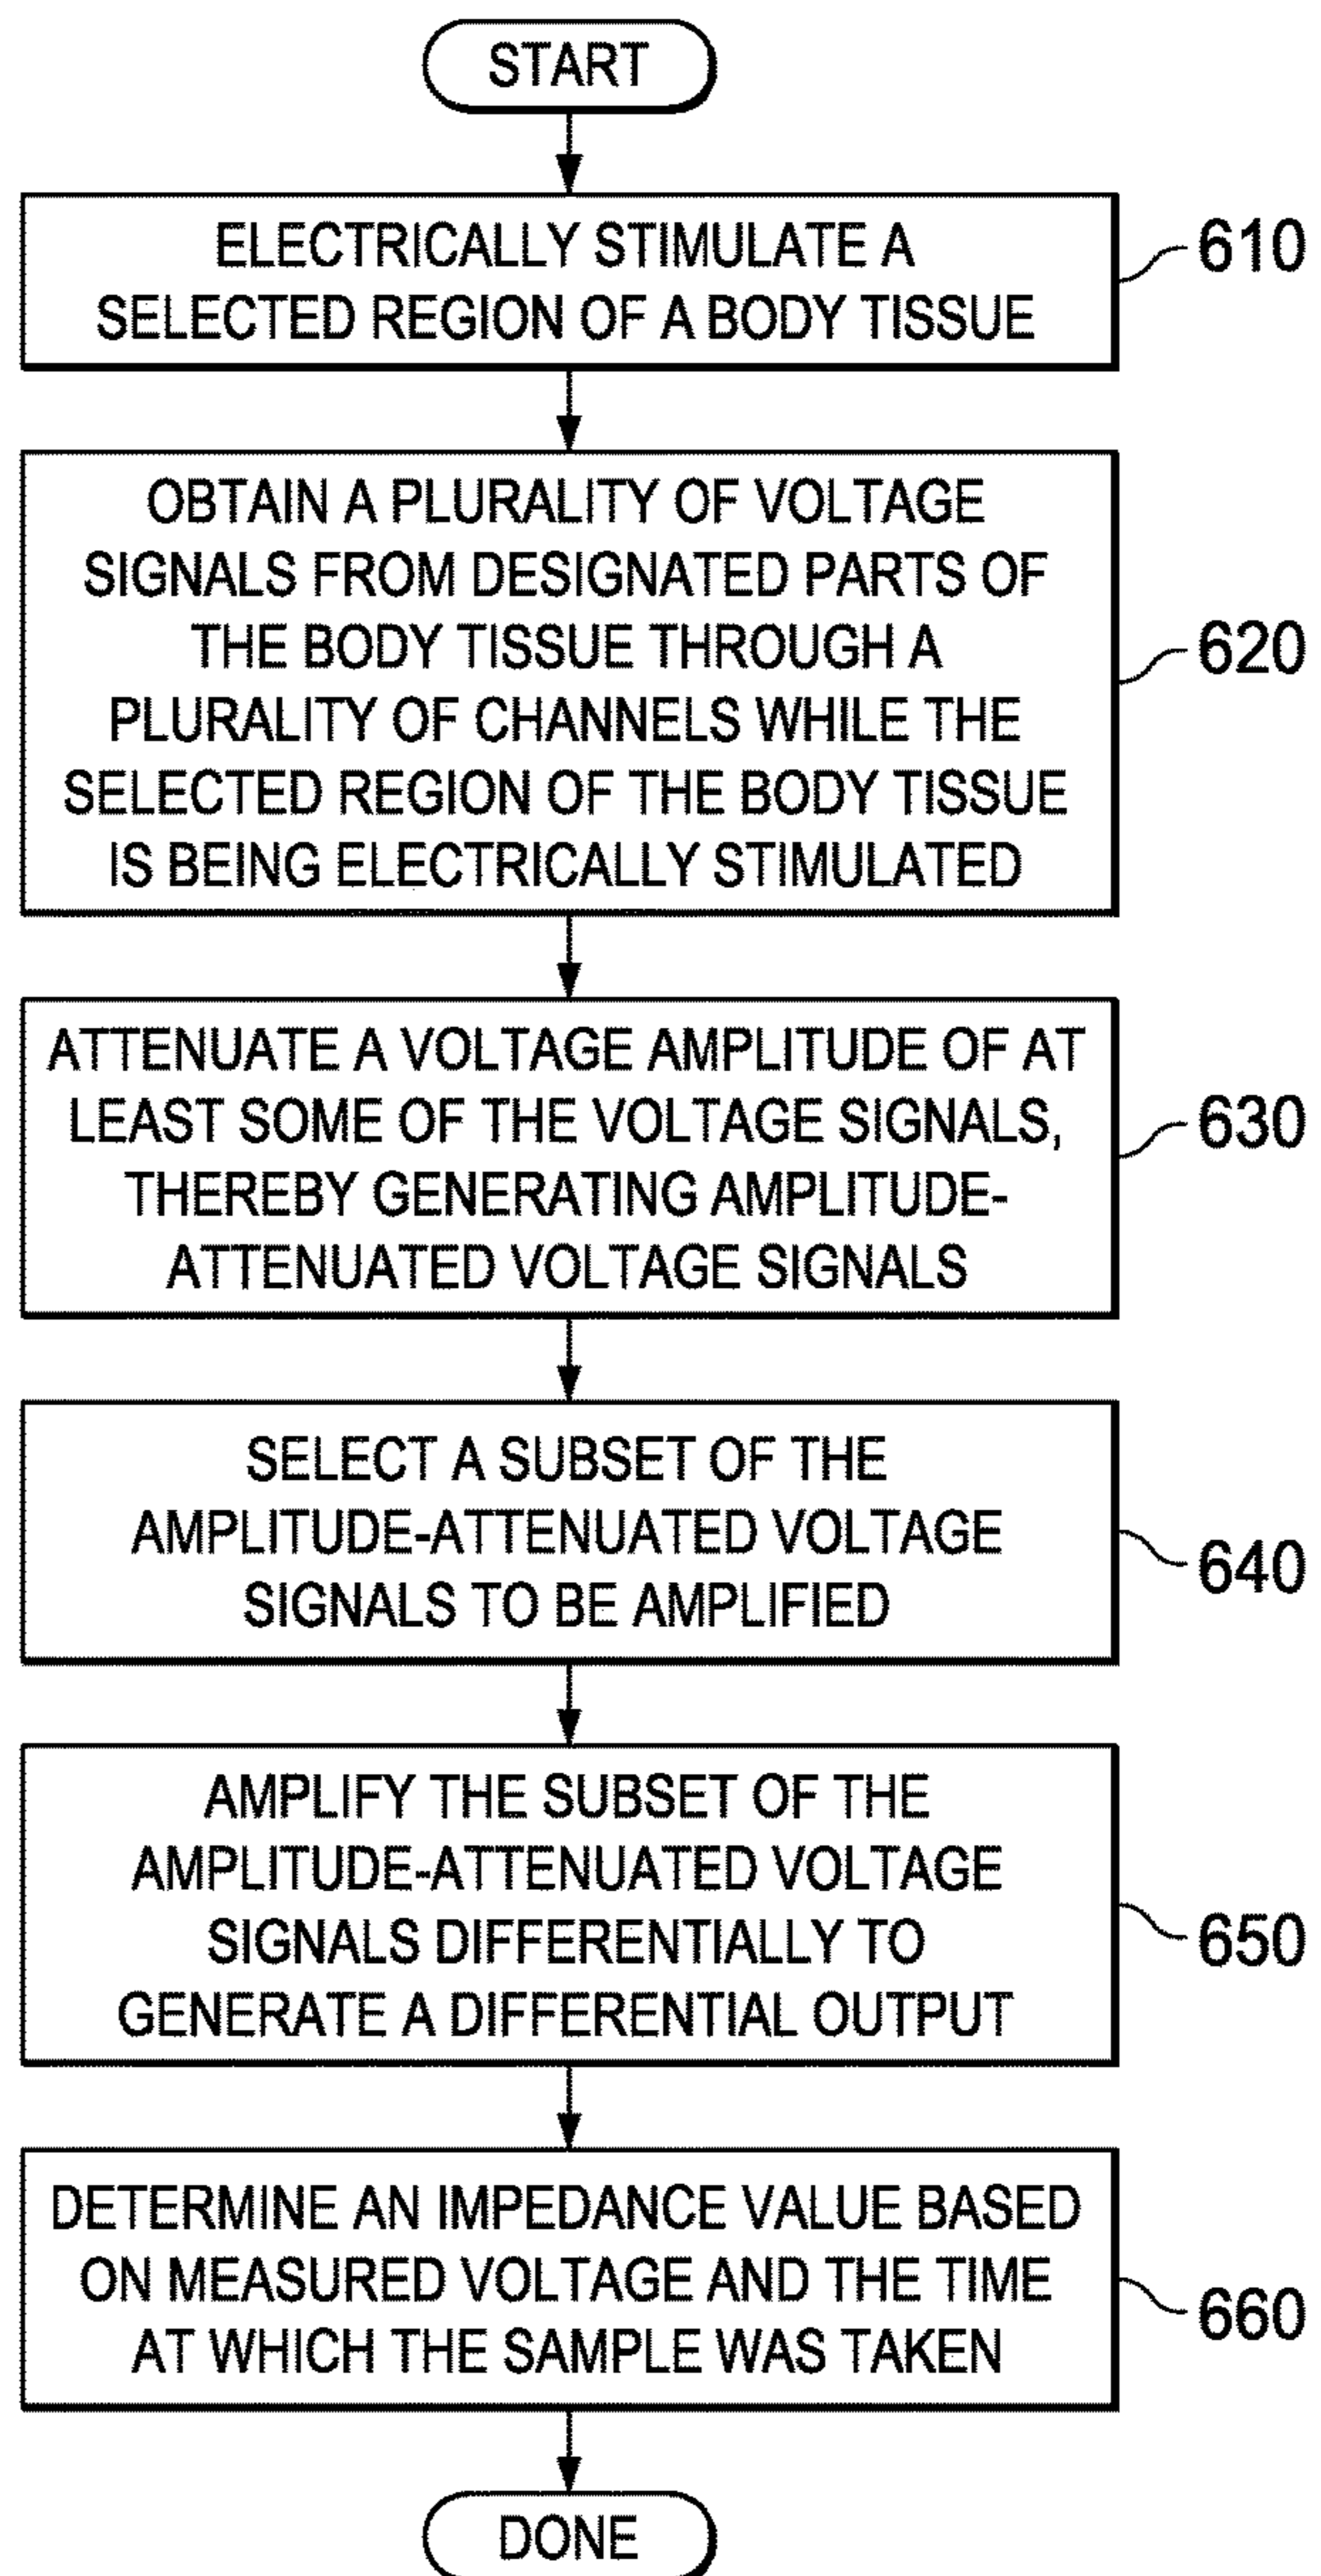 START
ELECTRICALLY STIMULATE A
SELECTED REGION OF A BODY TISSUE
610
OBTAIN A PLURALITY OF VOLTAGE
SIGNALS FROM DESIGNATED PARTS OF
THE BODY TISSUE THROUGH A
PLURALITY OF CHANNELS WHILE THE
SELECTED REGION OF THE BODY TISSUE
IS BEING ELECTRICALLY STIMULATED
620
ATTENUATE A VOLTAGE AMPLITUDE OF AT
LEAST SOME OF THE VOLTAGE SIGNALS,
THEREBY GENERATING AMPLITUDE-
ATTENUATED VOLTAGE SIGNALS
630
SELECT A SUBSET OF THE
AMPLITUDE-ATTENUATED VOLTAGE
SIGNALS TO BE AMPLIFIED
640
AMPLIFY THE SUBSET OF THE
AMPLITUDE-ATTENUATED VOLTAGE
SIGNALS DIFFERENTIALLY TO
GENERATE A DIFFERENTIAL OUTPUT
650
DETERMINE AN IMPEDANCE VALUE BASED
ON MEASURED VOLTAGE AND THE TIME
AT WHICH THE SAMPLE WAS TAKEN
660
DONE